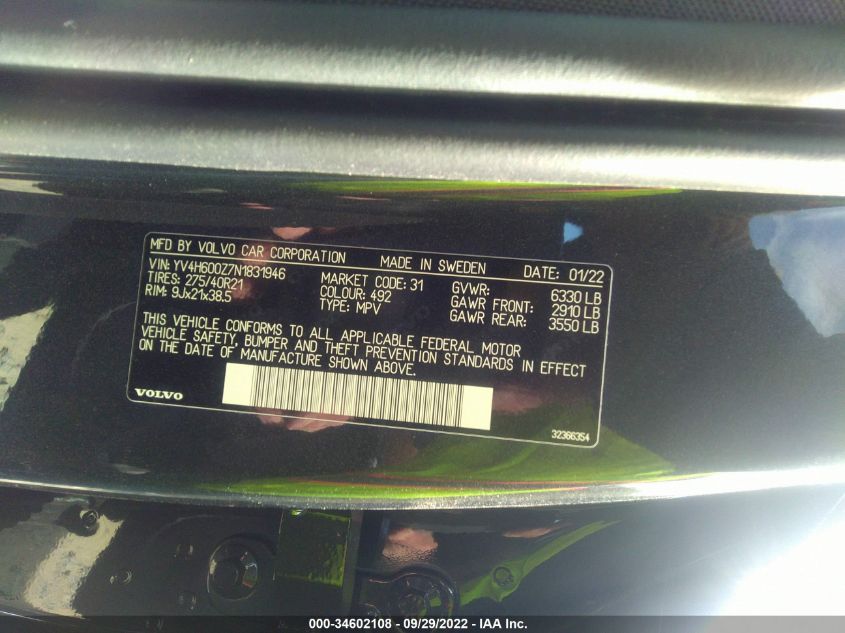 MFD BY VOLVO CAR CORPORATION MADE IN SWEDEN DATE: 01/22
VIN: YV4H600Z7N1831946 MARKET CODE: 31 GVWR: 6330 LB
TIRES: 275/40R21 COLOUR: 492 GAWR FRONT: 2910 LB
RIM: 9Jx21x38.5 TYPE: MPV GAWR REAR: 3550 LB
THIS VEHICLE CONFORMS TO ALL APPLICABLE FEDERAL MOTOR
VEHICLE SAFETY, BUMPER AND THEFT PREVENTION STANDARDS IN EFFECT
ON THE DATE OF MANUFACTURE SHOWN ABOVE.
VOLVO
32366354
000-34602108 - 09/29/2022 - IAA Inc.